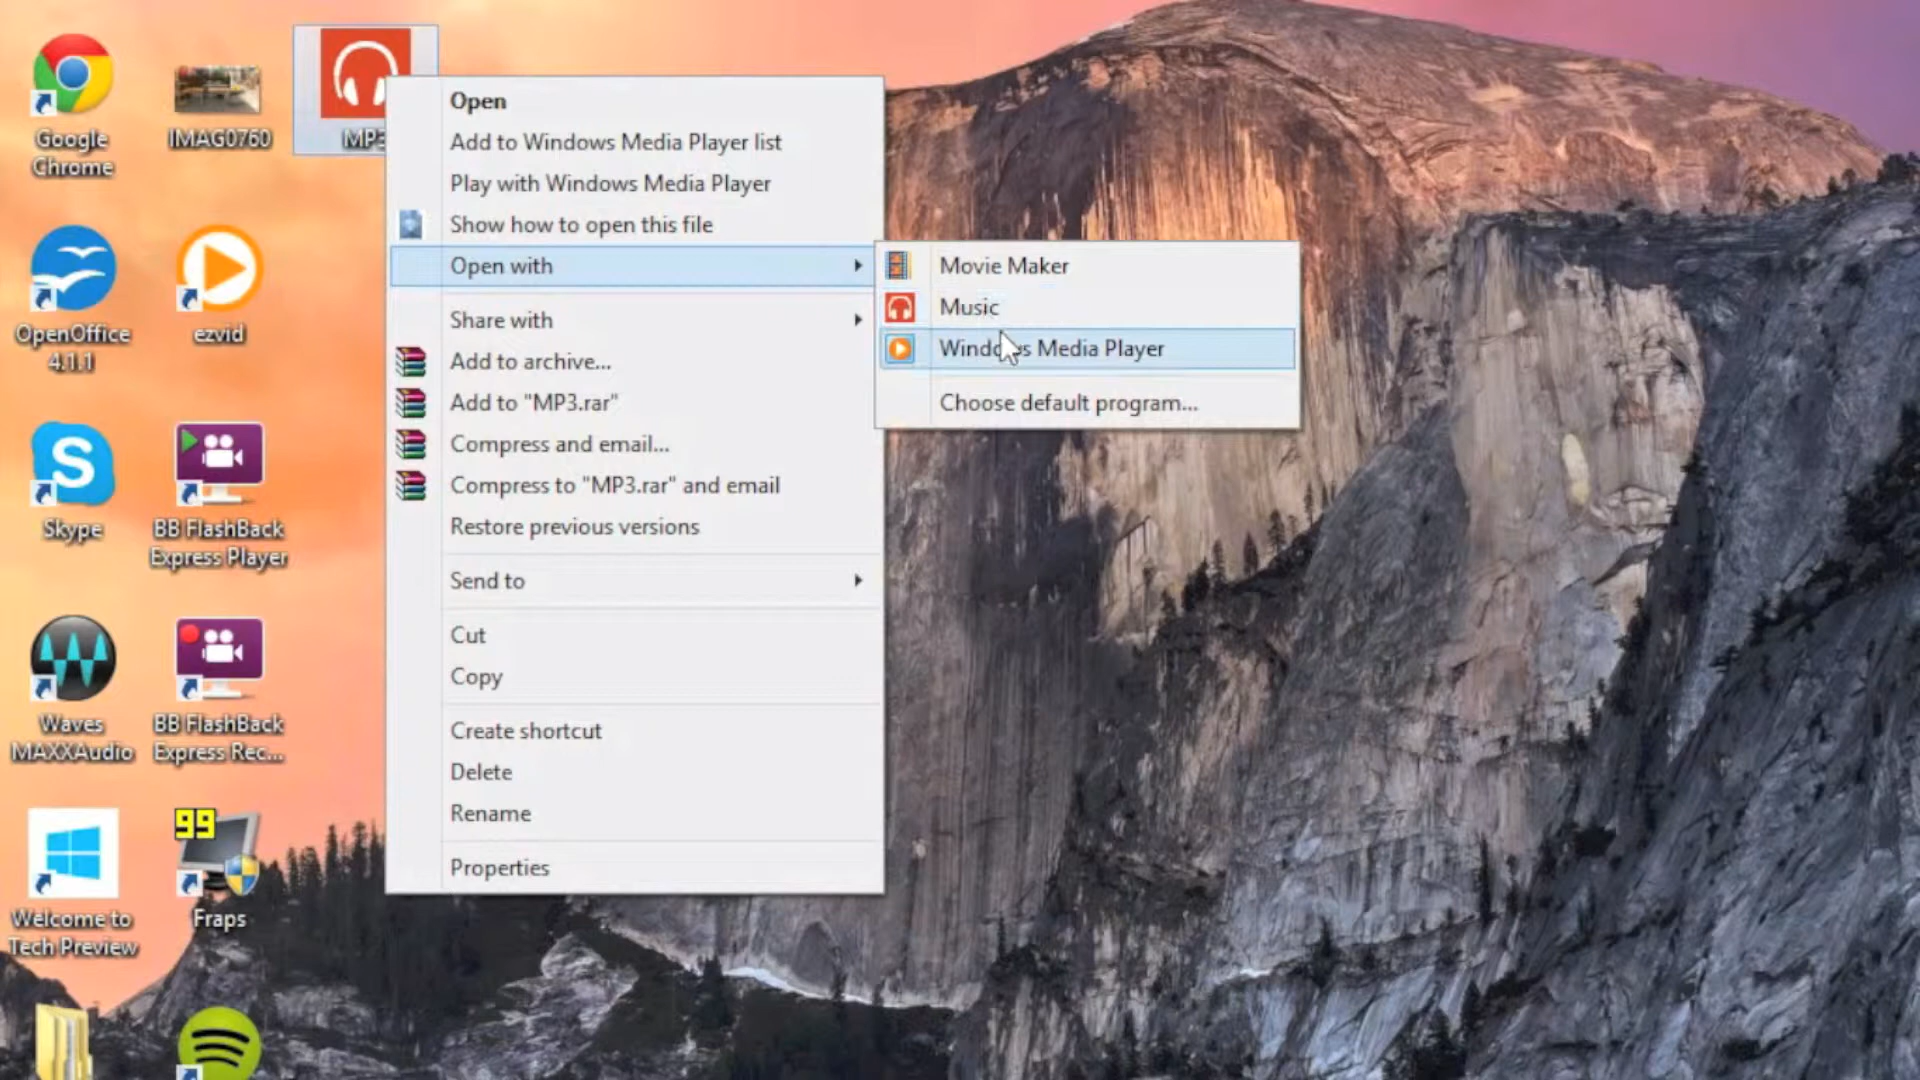 Google
Chrome
IMAG0760
MP3
OpenOffice
4.1.1
ezvid
Skype
BB FlashBack
Express Player
Waves
MAXXAudio
BB FlashBack
Express Rec...
Welcome to
Tech Preview
99
Fraps
Open
Add to Windows Media Player list
Play with Windows Media Player
Show how to open this file
Open with
Share with
Add to archive...
Add to "MP3.rar"
Compress and email...
Compress to "MP3.rar" and email
Restore previous versions
Send to
Cut
Copy
Create shortcut
Delete
Rename
Properties
Movie Maker
Music
Windows Media Player
Choose default program...